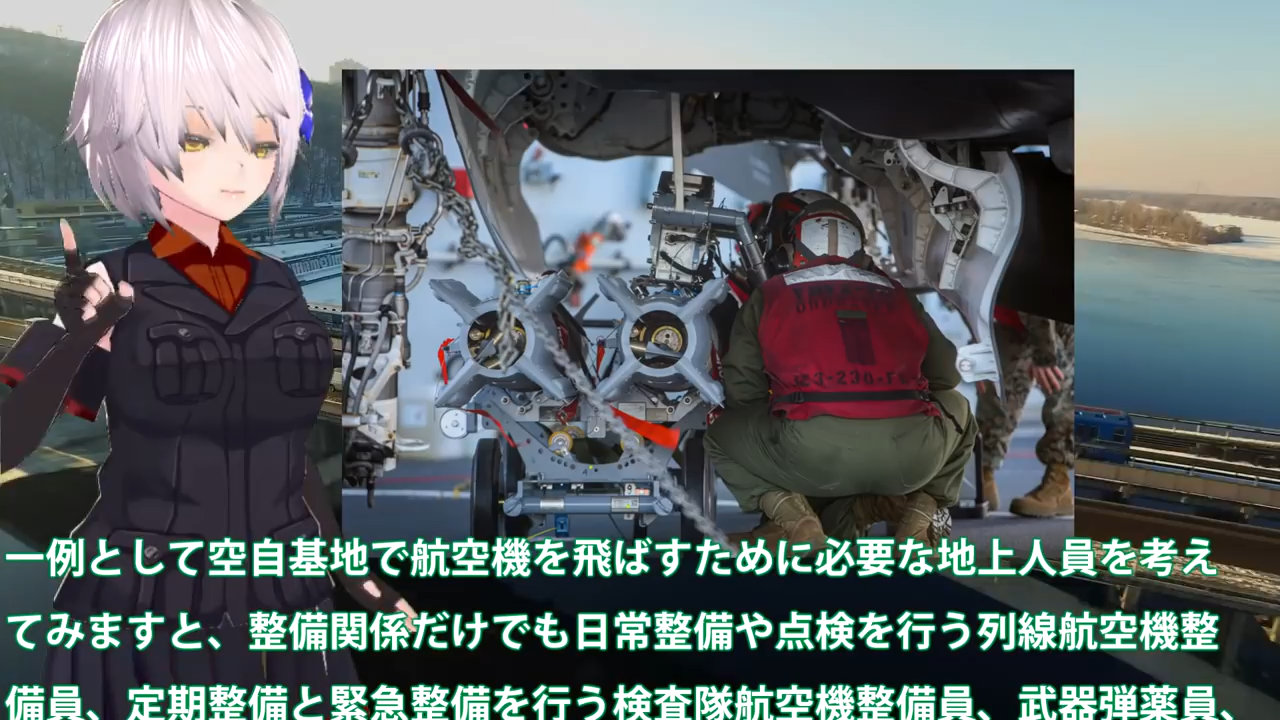 一例として空自基地で航空機を飛ばすために必要な地上人員を考え
てみますと、整備関係だけでも日常整備や点検を行う列線航空機整
備員、定期整備と緊急整備を行う検査隊航空機整備員、武器弾薬員、